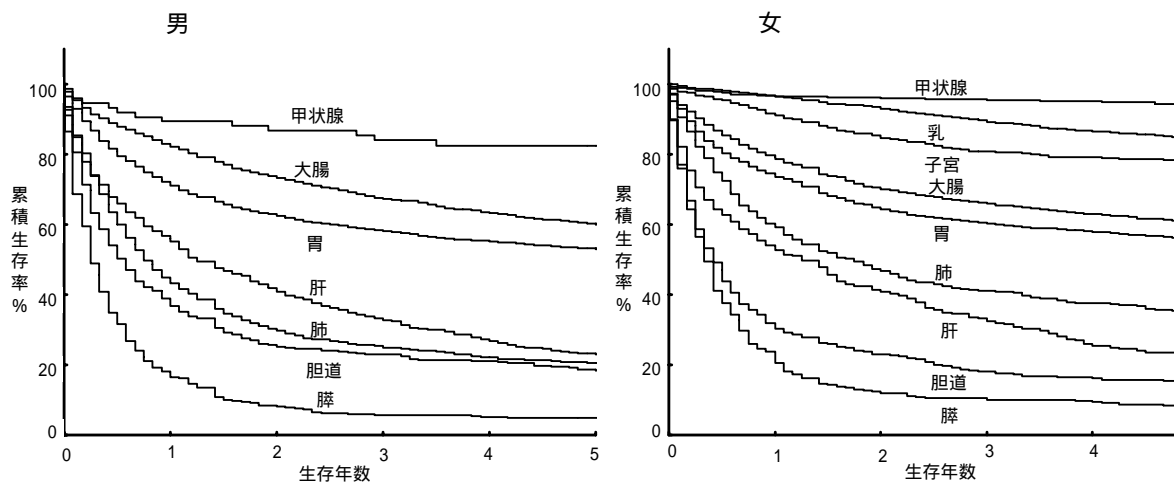 男
100
80
60
40
20
0
累積生存率%
甲状腺
大腸
胃
肝
肺
胆道
膵
0 1 2 3 4 5
生存年数
女
100
80
60
40
20
0
累積生存率%
甲状腺
乳
子宮
大腸
胃
肺
肝
胆道
膵
0 1 2 3 4
生存年数